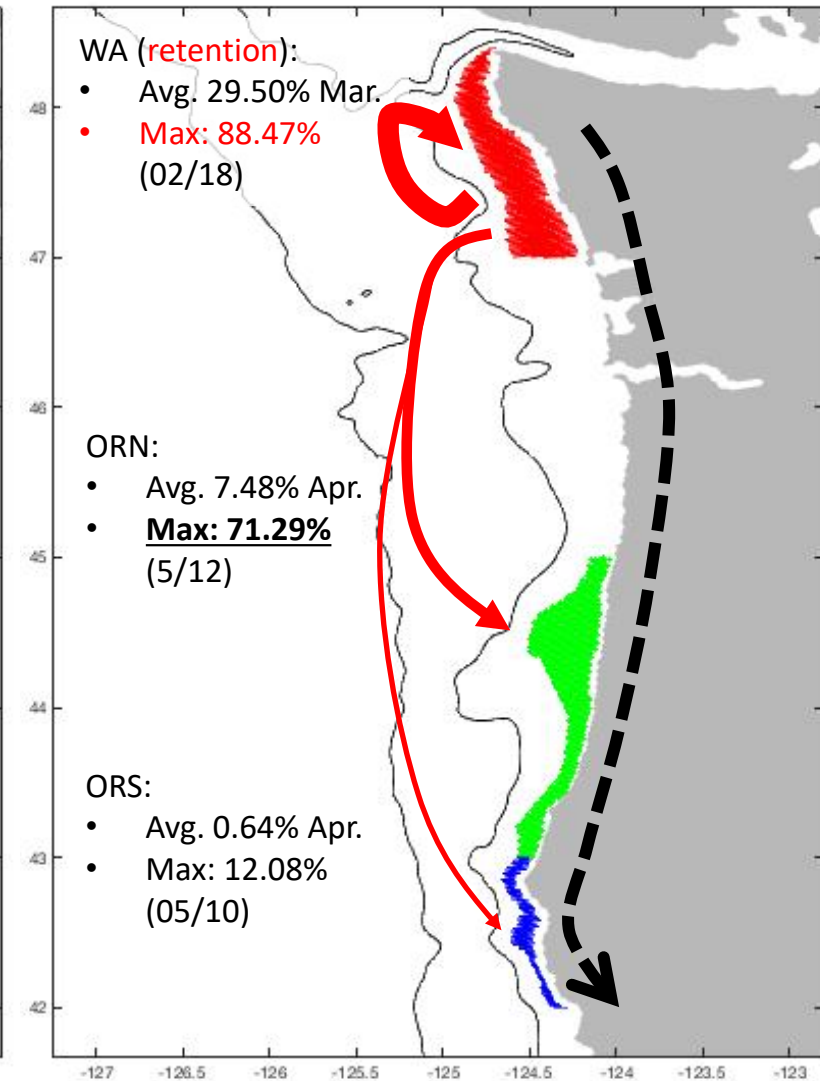 WA (retention):
• Avg. 29.50% Mar.
• Max: 88.47%
(02/18)
ORN:
• Avg. 7.48% Apr.
• Max: 71.29%
(5/12)
ORS:
• Avg. 0.64% Apr.
• Max: 12.08%
(05/10)
48
47
46
45
44
43
42
-127
-126.5
-126
-125.5
-125
-124.5
-124
-123.5
-123